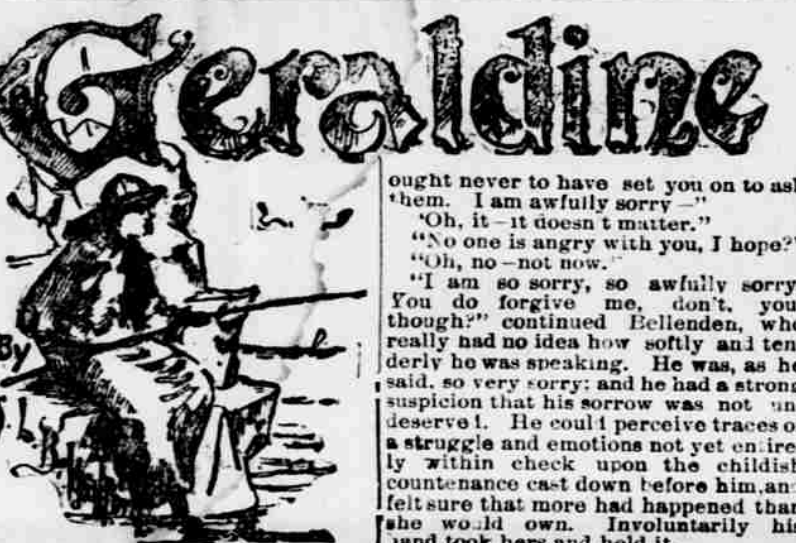 Geraldine
By
ought never to have set you on to ask
them. I am awfully sorry—"
"Oh, it—it doesn't matter."
"No one is angry with you, I hope?"
"Oh, no—not now."
"I am so sorry, so awfully sorry
You do forgive me, don't you
though?" continued Bellenden, who
really had no idea how softly and ten
derly he was speaking. He was, as he
said. so very sorry; and he had a strong
suspicion that his sorrow was not un
deserved. He could perceive traces of
a struggle and emotions not yet entire-
ly within check upon the childish
countenance cast down before him, and
felt sure that more had happened than
she would own. Involuntarily his
hand took hers and held it